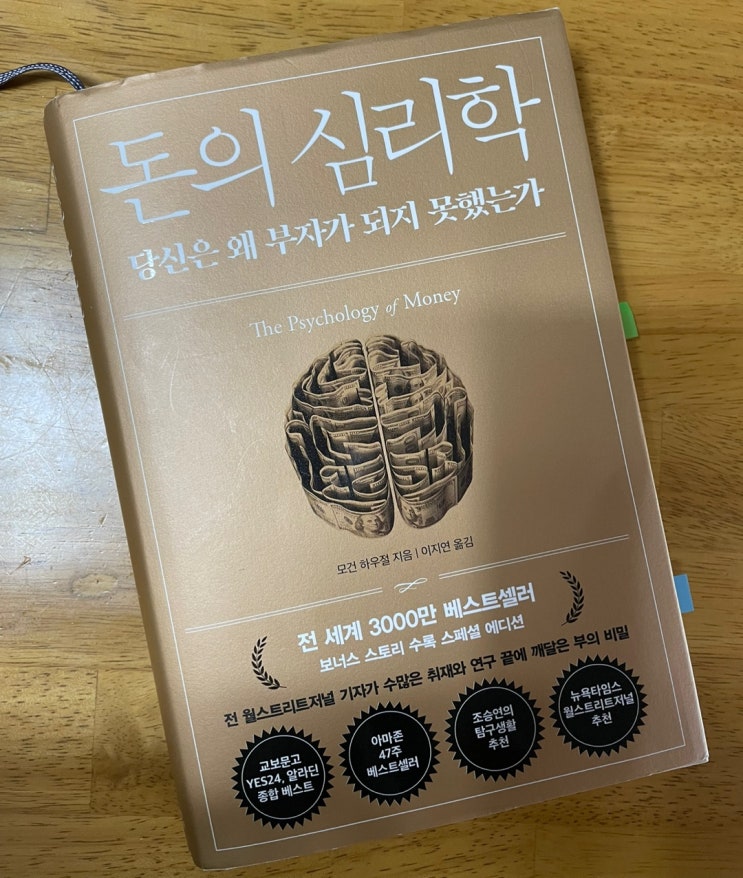 돈의 심리학
당신은 왜 부자가 되지 못했는가
The Psychology of Money
모건 하우절 지음 | 이지연 옮김
전 세계 3000만 베스트셀러
보너스 스토리 수록 스페셜 에디션
전 월스트리트저널 기자가 수많은 취재와 연구 끝에 깨달은 부의 비밀
교보문고
YES24, 알라딘
종합 베스트
아마존
47주
베스트셀러
조승연의
탐구생활
추천
뉴욕타임스
월스트리트저널
추천